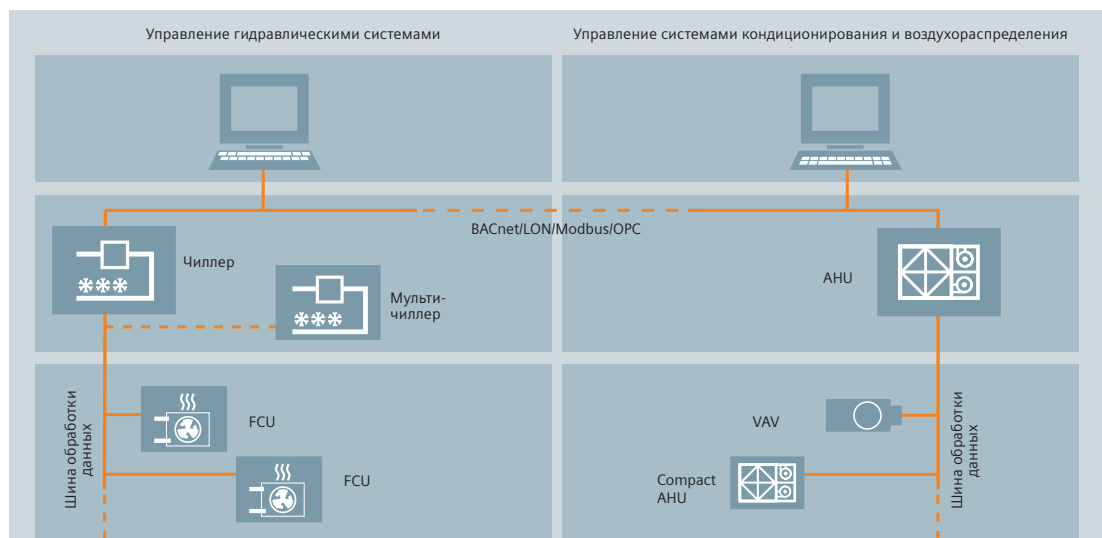 Управление гидравлическими системами
Управление системами кондиционирования и воздухораспределения
BACnet/LON/Modbus/OPC
Чиллер
Мульти-
чиллер
AHU
Шина обработки
данных
FCU
FCU
VAV
Compact
AHU
Шина обработки
данных